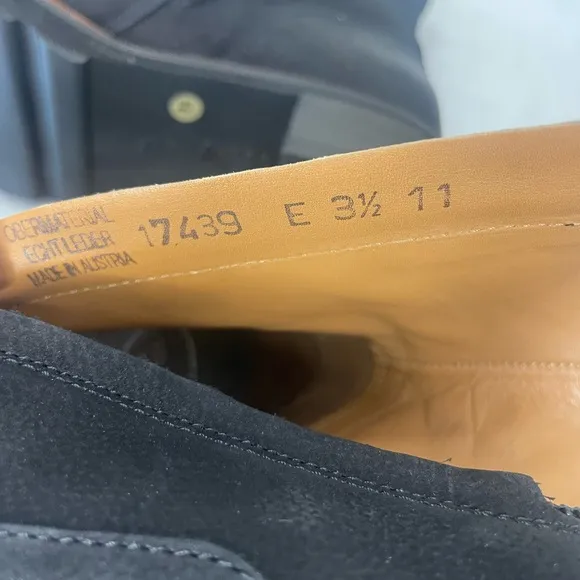 OBERMATERIAL
ECHT LEDER
MADE IN AUSTRIA
17439 E 3½ 11